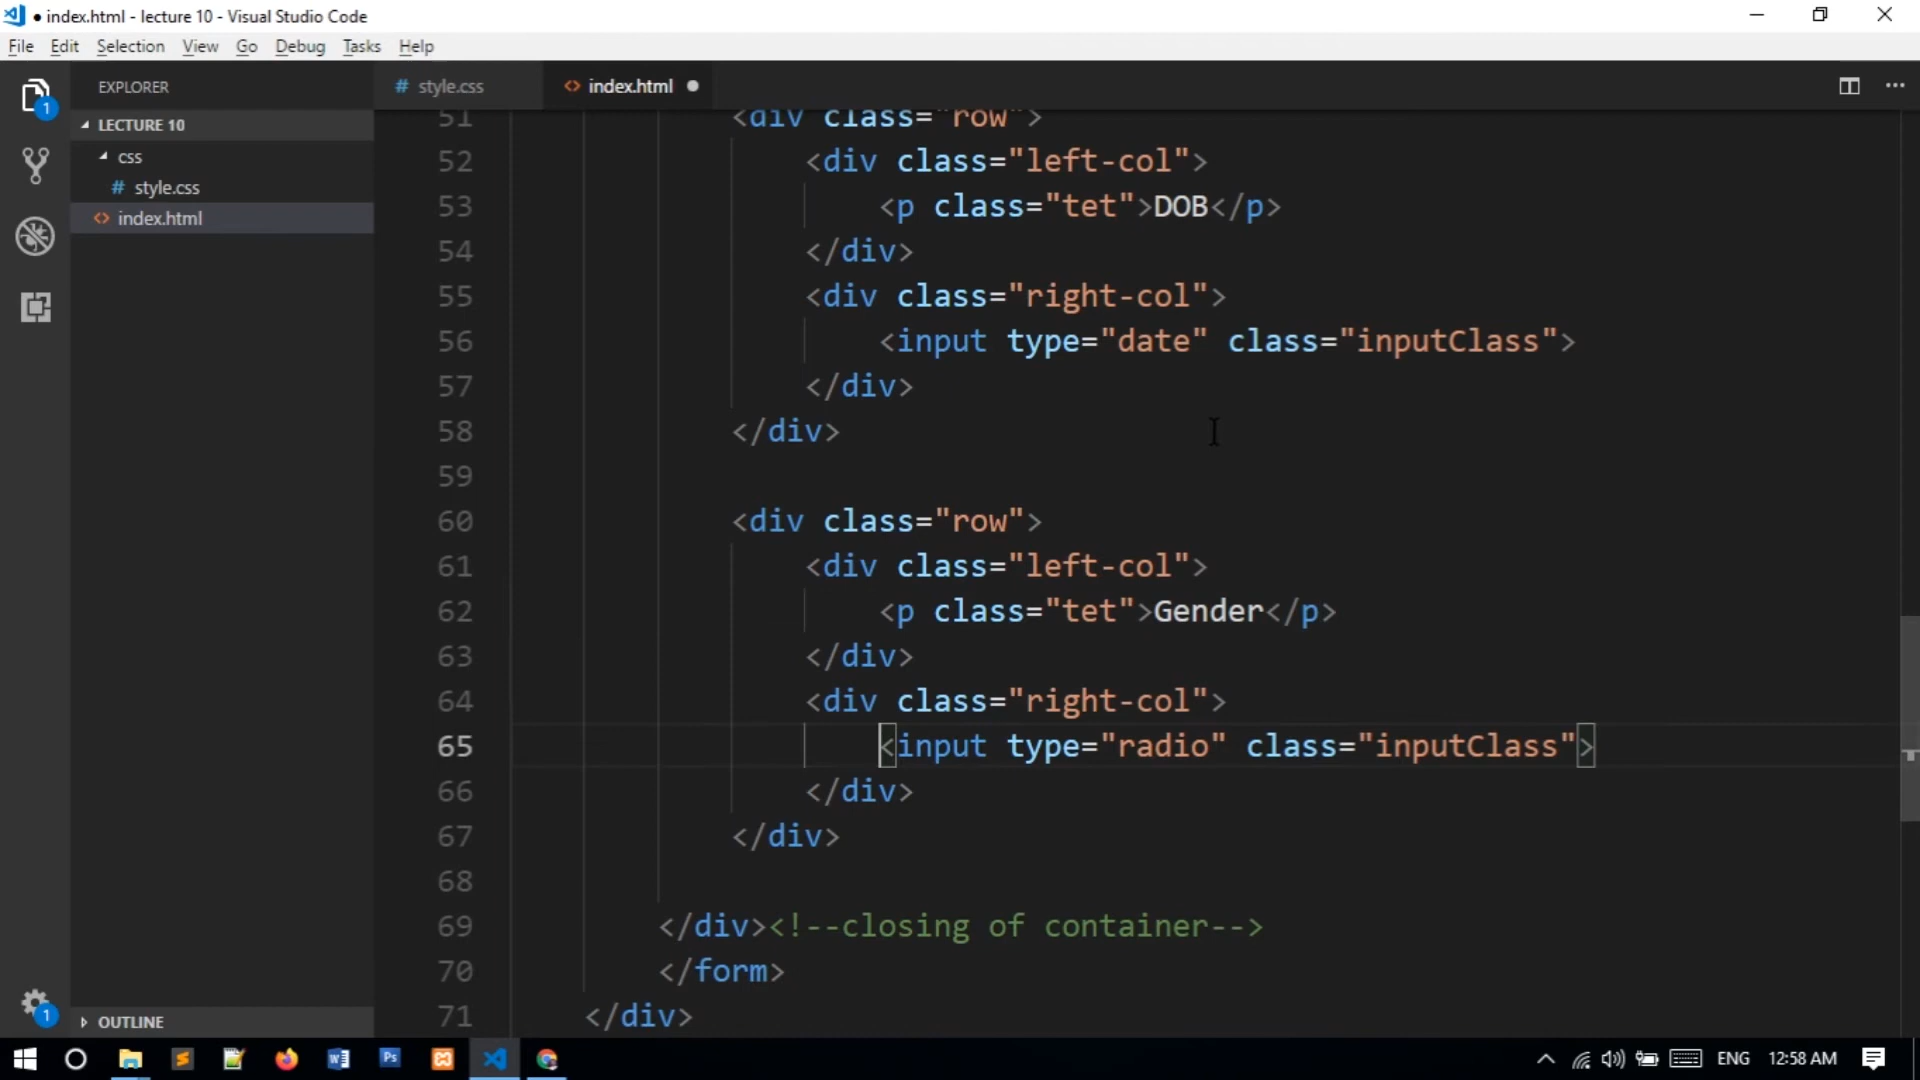 index.html - lecture 10 - Visual Studio Code
File Edit Selection View Go Debug Tasks Help
1
EXPLORER
# style.css <> index.html
LECTURE 10
css
# style.css
<> index.html
51 <div class="row">
52 <div class="left-col">
53 <p class="tet">DOB</p>
54 </div>
55 <div class="right-col">
56 <input type="date" class="inputClass">
57 </div>
58 </div>
59
60 <div class="row">
61 <div class="left-col">
62 <p class="tet">Gender</p>
63 </div>
64 <div class="right-col">
65 <input type="radio" class="inputClass">
66 </div>
67 </div>
68
69 </div><!--closing of container-->
70 </form>
71 </div>
1
OUTLINE
W Ps
ENG 12:58 AM